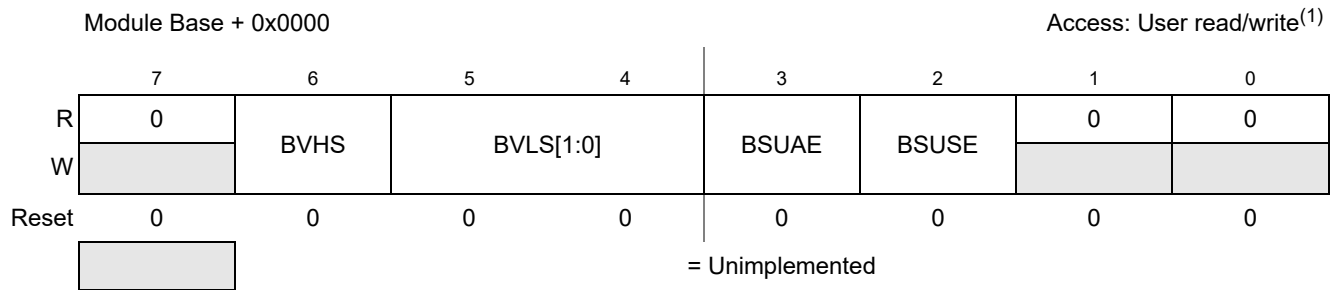 Module Base + 0x0000 Access: User read/write(1)
7 6 5 4 3 2 1 0
R 0 BVHS BVLS[1:0] BSUAE BSUSE 0 0
W
Reset 0 0 0 0 0 0 0 0
= Unimplemented